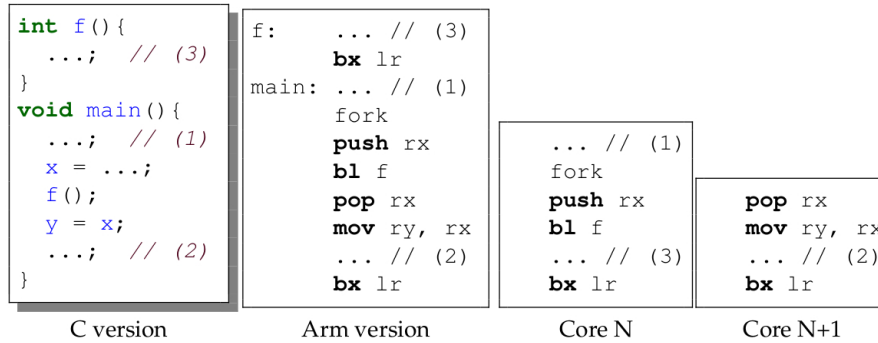 int f(){
...; // (3)
}
void main(){
...; // (1)
x = ...;
f();
y = x;
...; // (2)
}
C version
f: ... // (3)
bx lr
main: ... // (1)
fork
push rx
bl f
pop rx
mov ry, rx
... // (2)
bx lr
Arm version
... // (1)
fork
push rx
bl f
... // (3)
bx lr
Core N
pop rx
mov ry, rx
... // (2)
bx lr
Core N+1